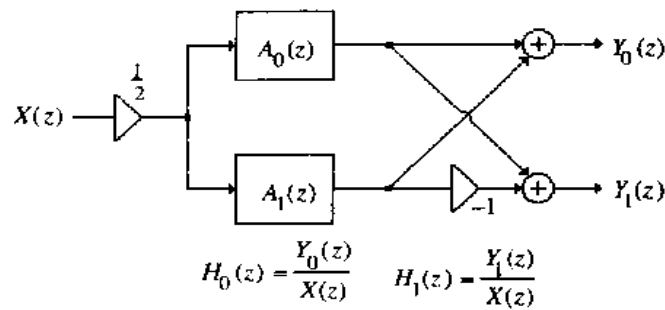 1/2
A_0(z)
+
Y_0(z)
X(z)
A_1(z)
-1
+
Y_1(z)
H_0(z) = Y_0(z)/X(z) H_1(z) = Y_1(z)/X(z)